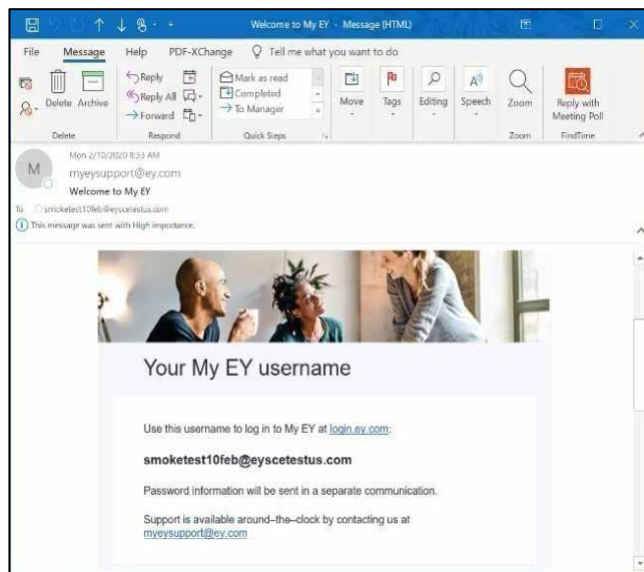 Welcome to My EY - Message (HTML)
File Message Help PDF-XChange Tell me what you want to do
Delete Archive
Reply
Reply All
Forward
Mark as read
Completed
To Manager
Move Tags Editing Speech Zoom Reply with Meeting Poll
Delete Respond Quick Steps Zoom FindTime
Mon 2/10/2020 8:33 AM
M
myeysupport@ey.com
Welcome to My EY
To smoketest10feb@eyscetestus.com
This message was sent with High importance.
Your My EY username
Use this username to log in to My EY at login.ey.com:
smoketest10feb@eyscetestus.com
Password information will be sent in a separate communication.
Support is available around–the–clock by contacting us at
myeysupport@ey.com